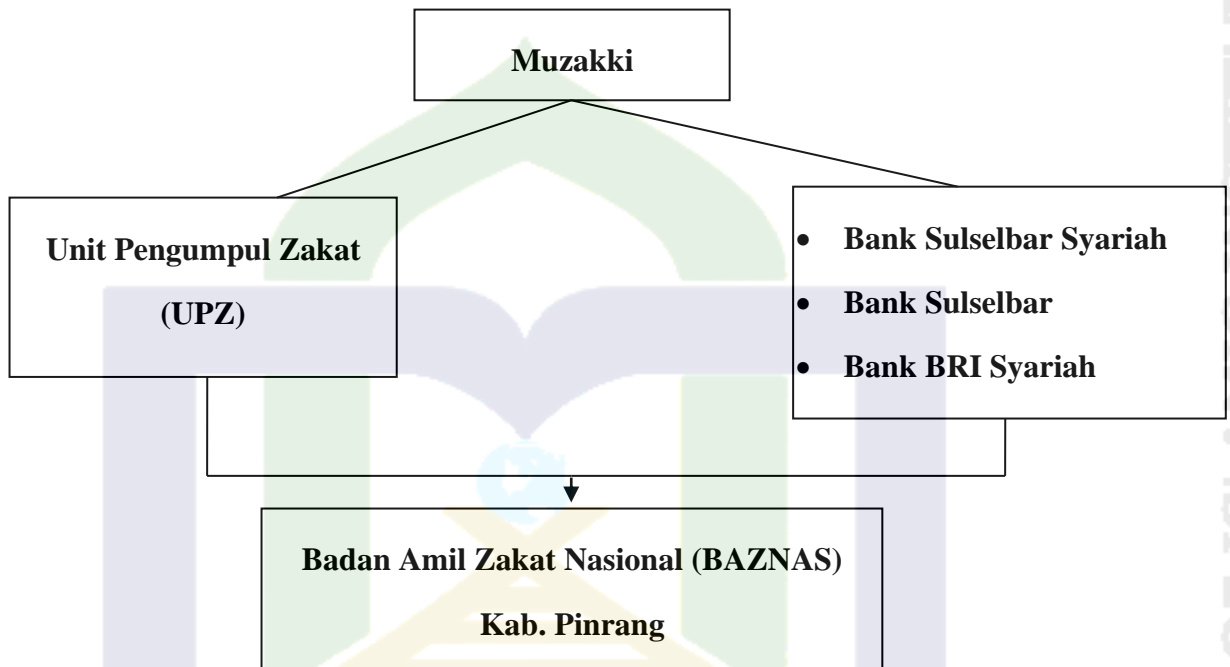 Muzakki
Unit Pengumpul Zakat
(UPZ)
• Bank Sulselbar Syariah
• Bank Sulselbar
• Bank BRI Syariah
Badan Amil Zakat Nasional (BAZNAS)
Kab. Pinrang